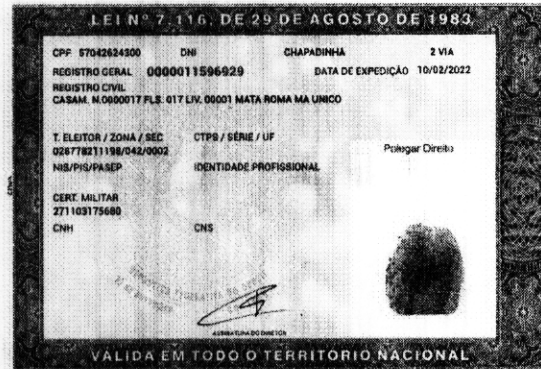 LEI Nº 7.116, DE 29 DE AGOSTO DE 1983
CPF 57042624300 DNI CHAPADINHA 2 VIA
REGISTRO GERAL 0000011596929 DATA DE EXPEDIÇÃO 10/02/2022
REGISTRO CIVIL
CASAM. N.0000017 FLS. 017 LIV. 00001 MATA ROMA MA UNICO
T. ELEITOR / ZONA / SEC CTPS / SÉRIE / UF
026778211198/042/0002
Polegar Direito
NIS/PIS/PASEP IDENTIDADE PROFISSIONAL
CERT. MILITAR
271103175680
CNH CNS
ASSINATURA DO DIRETOR
VÁLIDA EM TODO O TERRITÓRIO NACIONAL